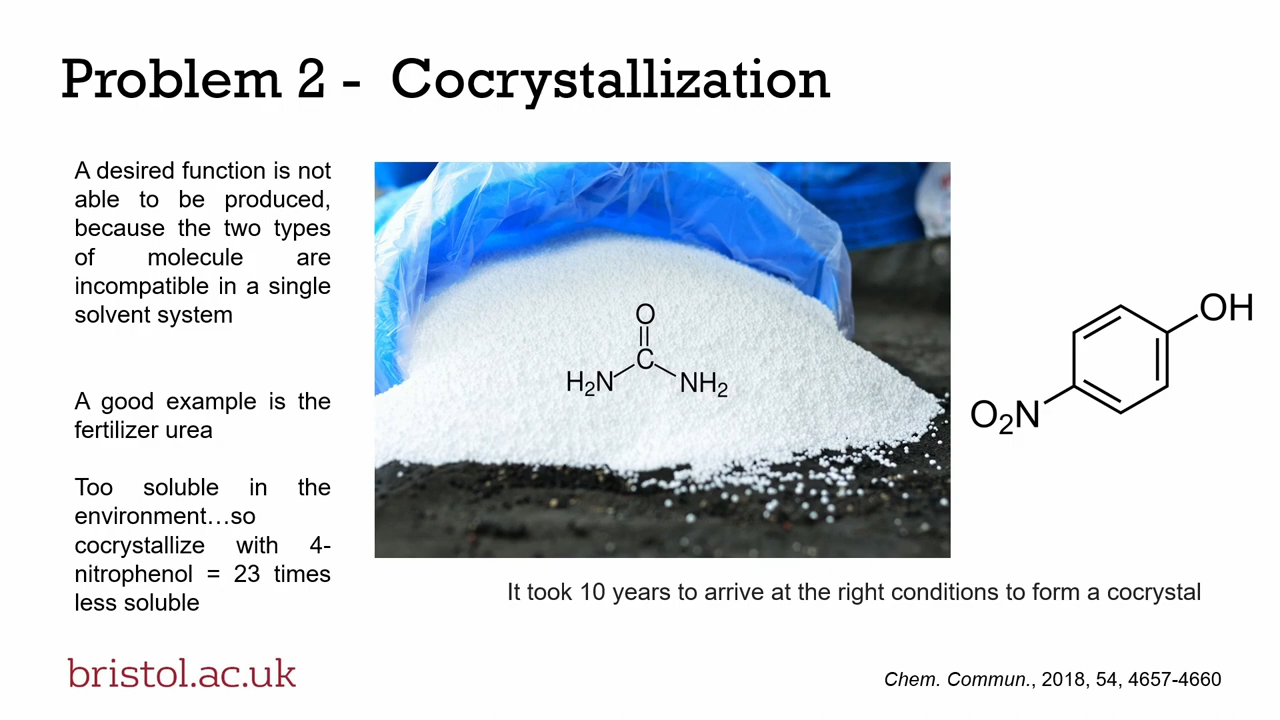 Problem 2 - Cocrystallization
A desired function is not
able to be produced,
because the two types
of molecule are
incompatible in a single
solvent system
A good example is the
fertilizer urea
Too soluble in the
environment…so
cocrystallize with 4-
nitrophenol = 23 times
less soluble
O
C
H₂N NH₂
OH
O₂N
It took 10 years to arrive at the right conditions to form a cocrystal
bristol.ac.uk
Chem. Commun., 2018, 54, 4657-4660